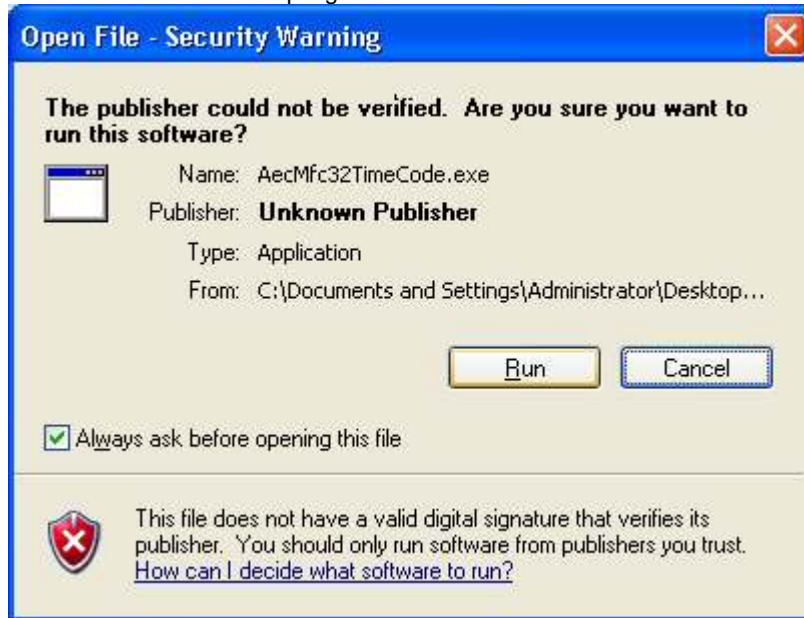 Open File - Security Warning
The publisher could not be verified. Are you sure you want to
run this software?
Name: AecMfc32TimeCode.exe
Publisher: Unknown Publisher
Type: Application
From: C:\Documents and Settings\Administrator\Desktop...
Run Cancel
Always ask before opening this file
This file does not have a valid digital signature that verifies its
publisher. You should only run software from publishers you trust.
How can I decide what software to run?